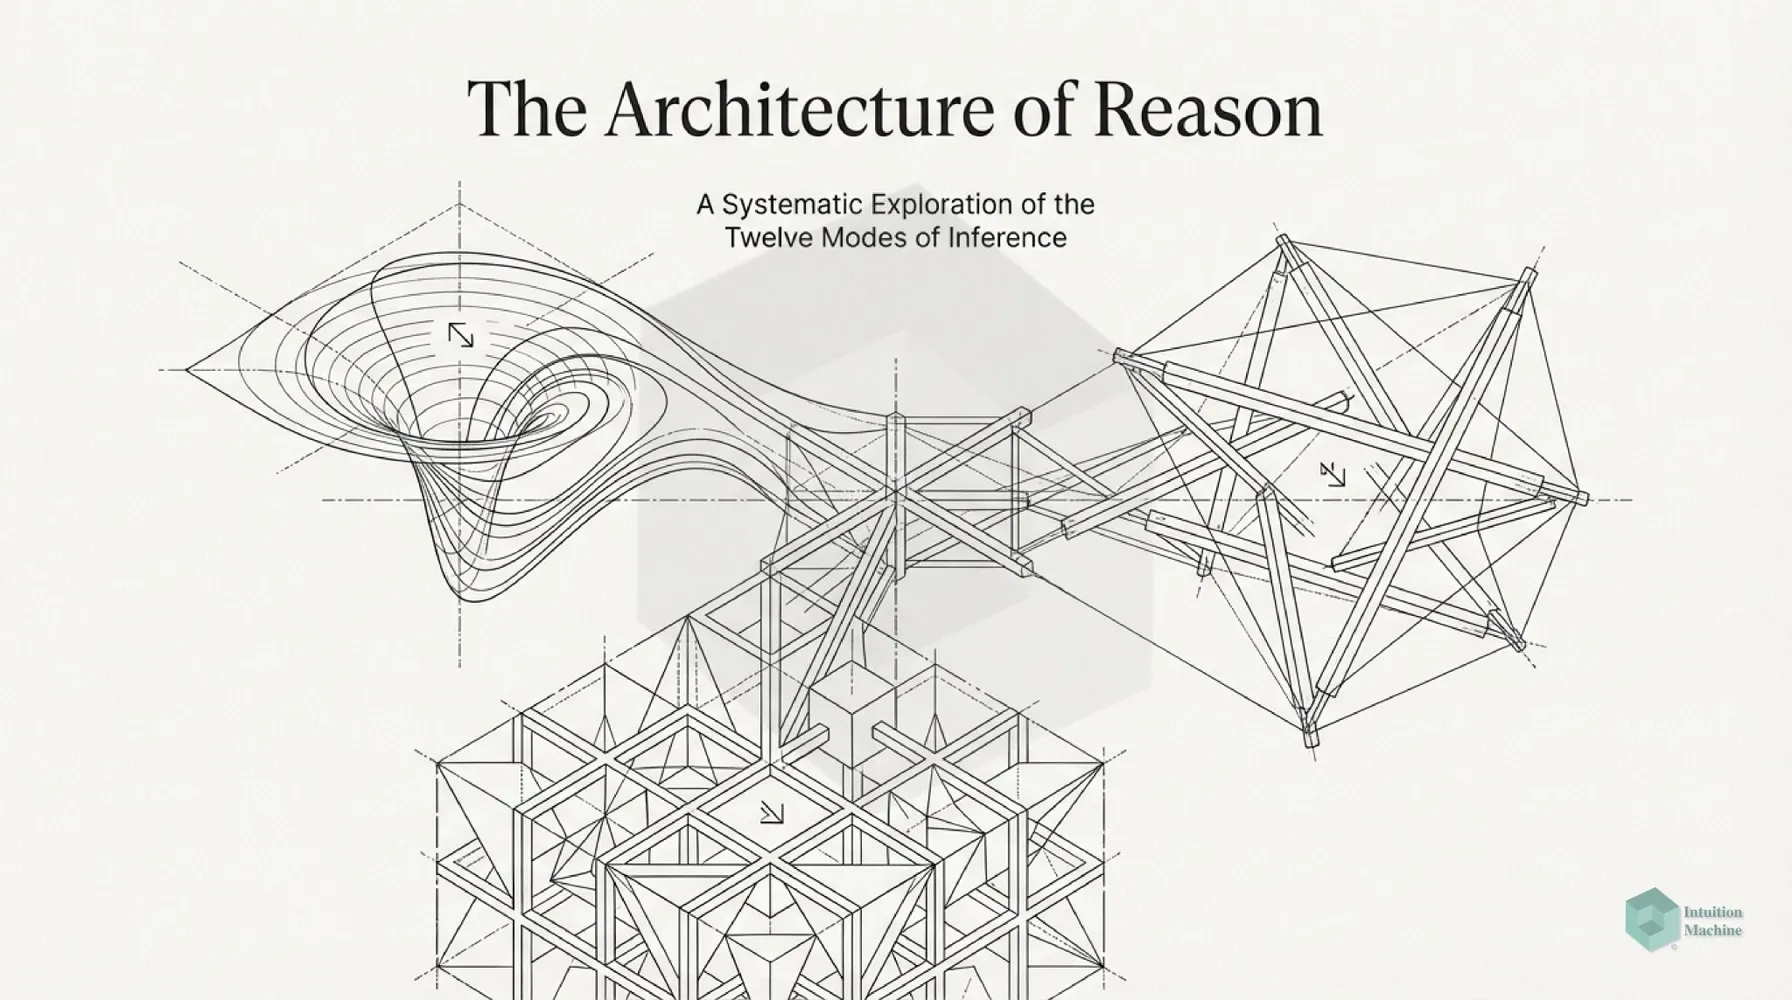 The Architecture of Reason
A Systematic Exploration of the
Twelve Modes of Inference
Intuition
Machine